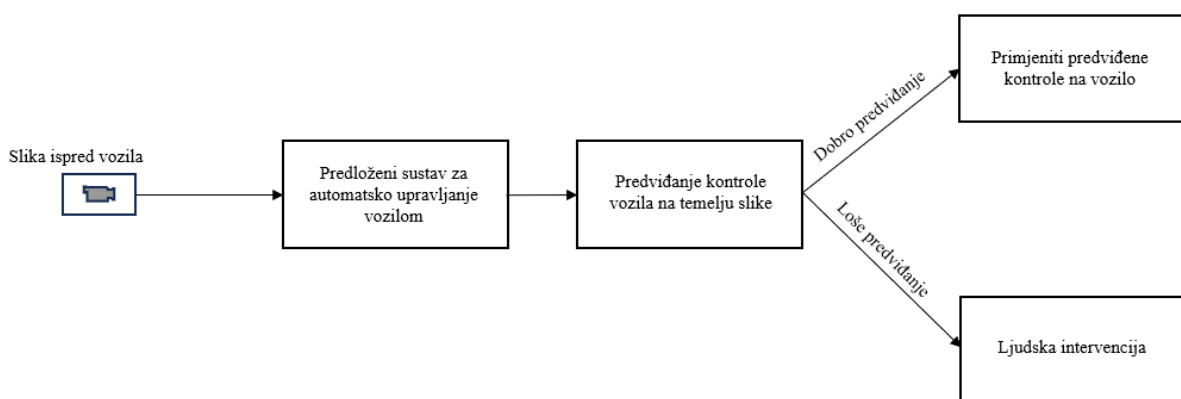 Slika ispred vozila
Predloženi sustav za
automatsko upravljanje
vozilom
Predviđanje kontrole
vozila na temelju slike
Dobro predviđanje
Primjeniti predviđene
kontrole na vozilo
Loše predviđanje
Ljudska intervencija